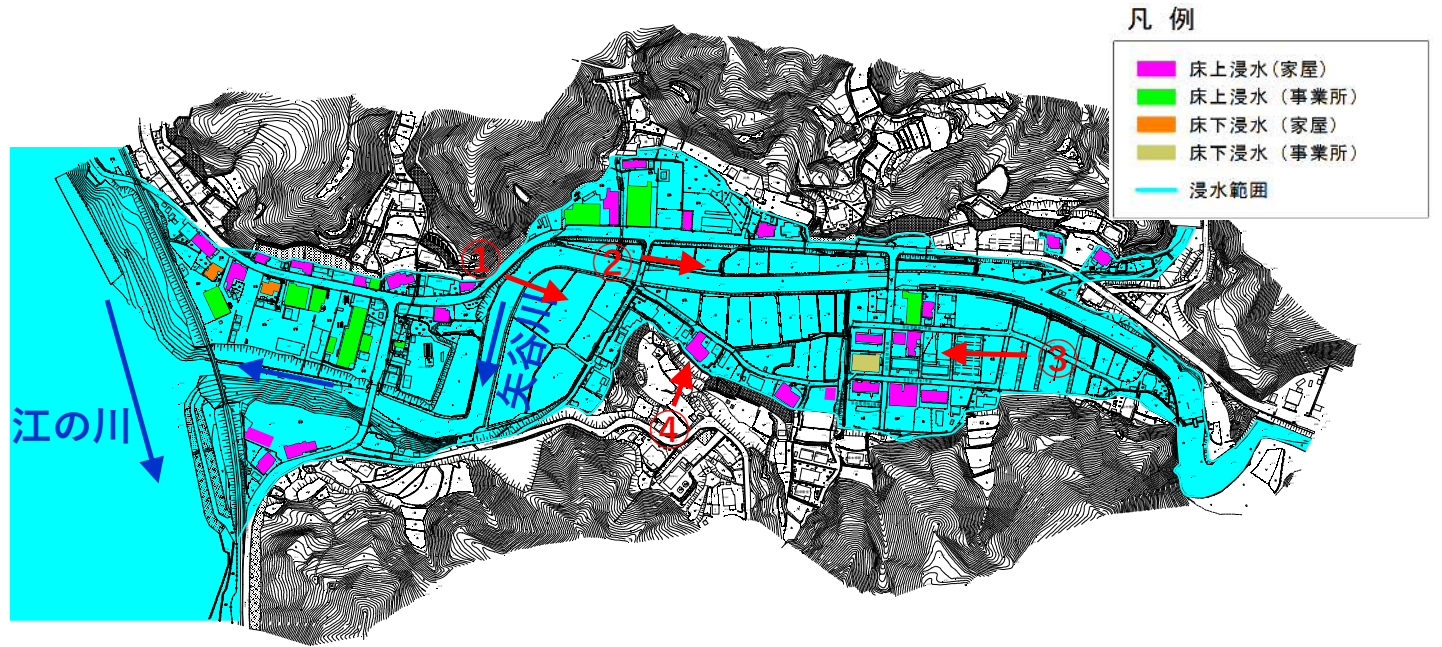 凡 例
床上浸水(家屋)
床上浸水（事業所）
床下浸水（家屋）
床下浸水（事業所）
浸水範囲
①
②
矢谷川
③
江の川
④